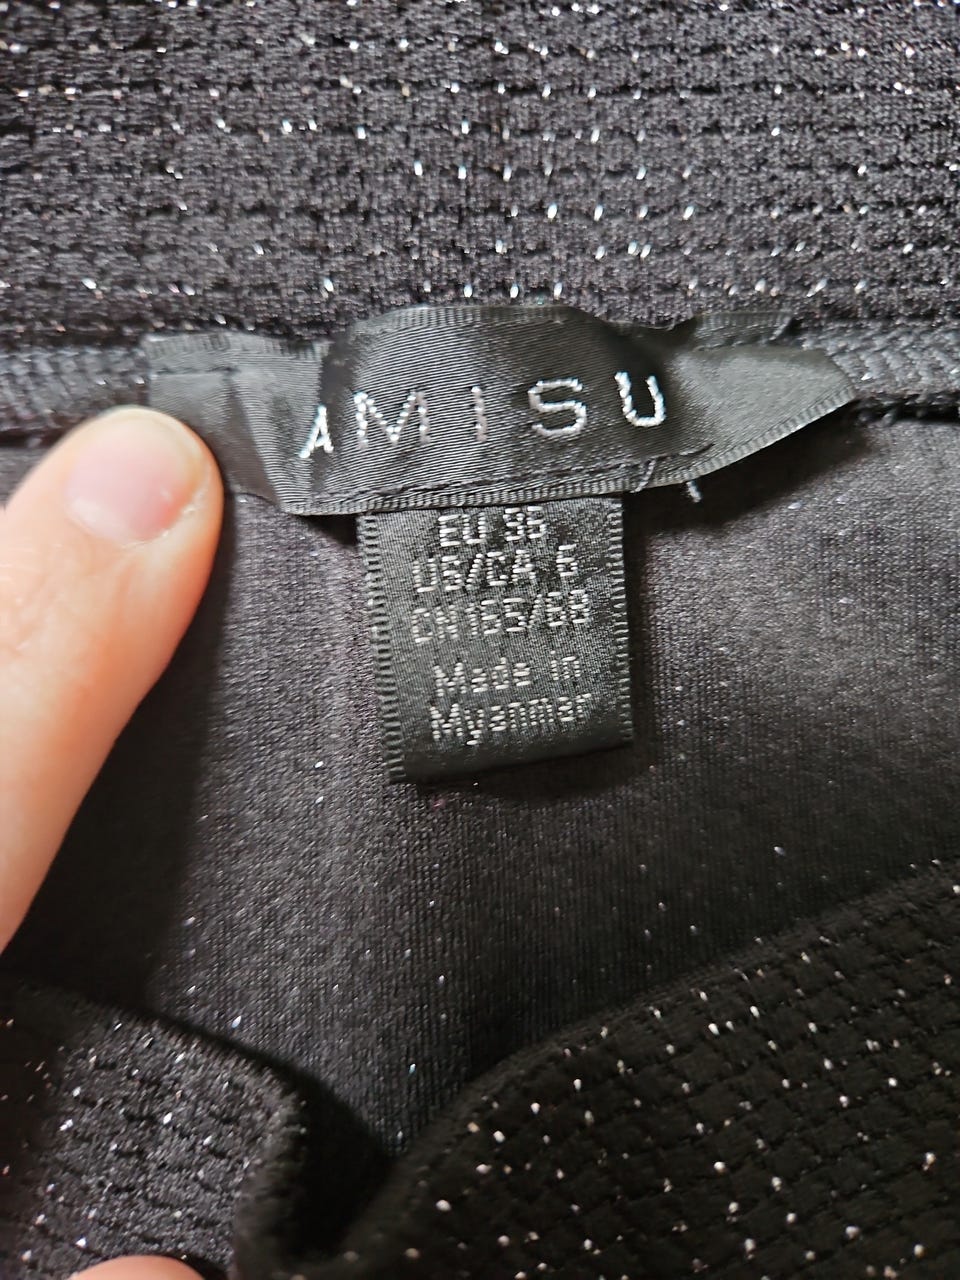 AMISU
EU 36
US/CA 6
CN165/68
Made in
Myanmar